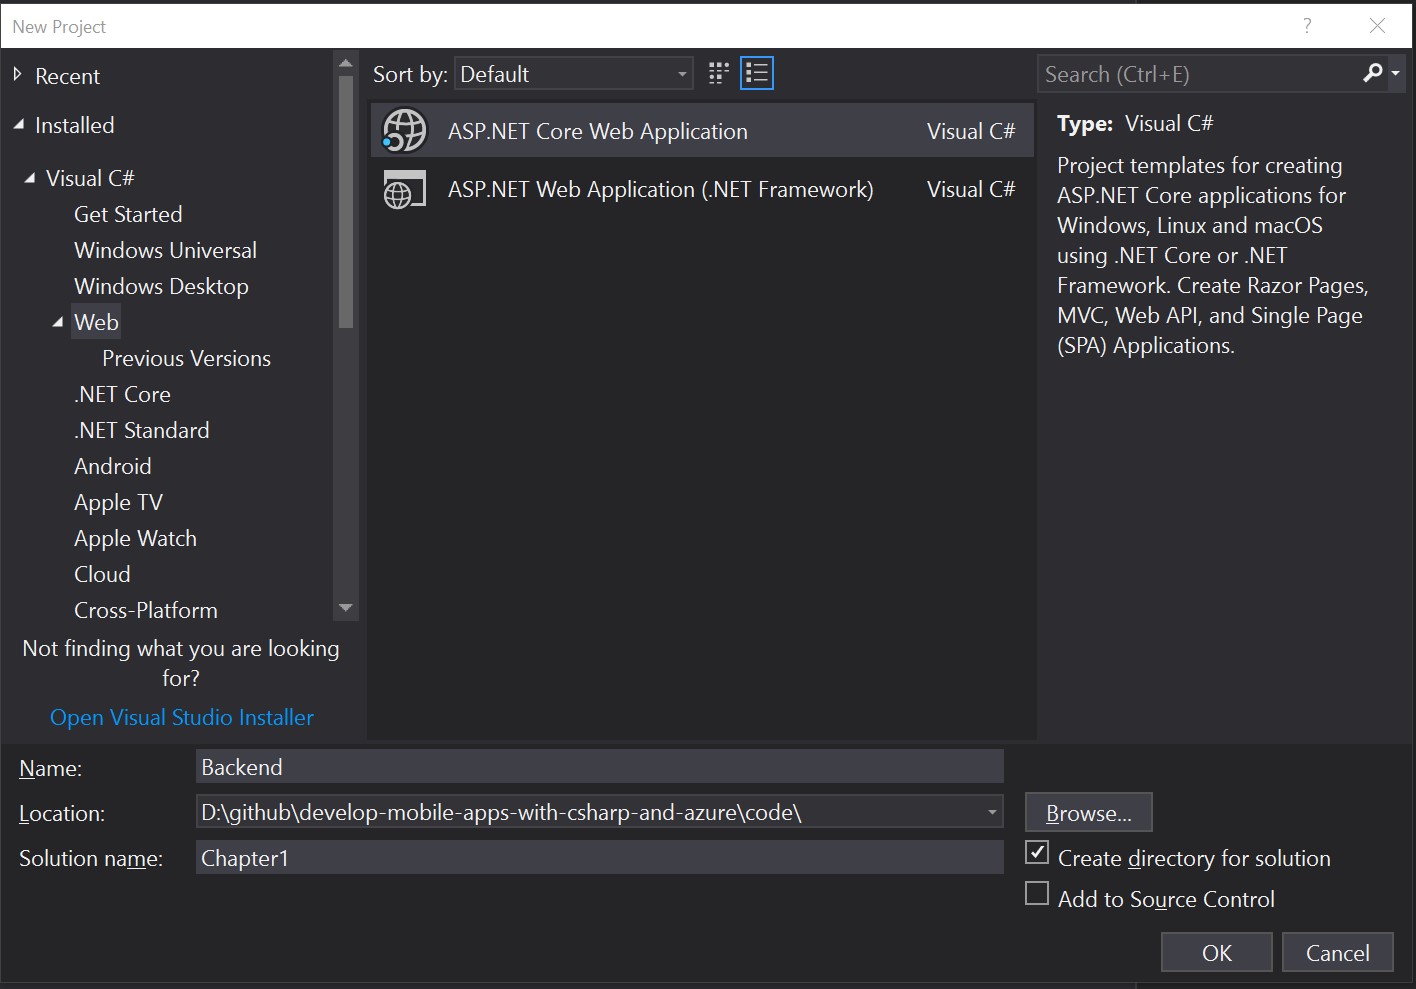 New Project
?
Recent
Installed
Visual C#
Get Started
Windows Universal
Windows Desktop
Web
Previous Versions
.NET Core
.NET Standard
Android
Apple TV
Apple Watch
Cloud
Cross-Platform
Not finding what you are looking
for?
Open Visual Studio Installer
Sort by: Default
ASP.NET Core Web Application Visual C#
ASP.NET Web Application (.NET Framework) Visual C#
Search (Ctrl+E)
Type: Visual C#
Project templates for creating
ASP.NET Core applications for
Windows, Linux and macOS
using .NET Core or .NET
Framework. Create Razor Pages,
MVC, Web API, and Single Page
(SPA) Applications.
Name: Backend
Location: D:\github\develop-mobile-apps-with-csharp-and-azure\code\
Browse...
Solution name: Chapter1
Create directory for solution
Add to Source Control
OK Cancel